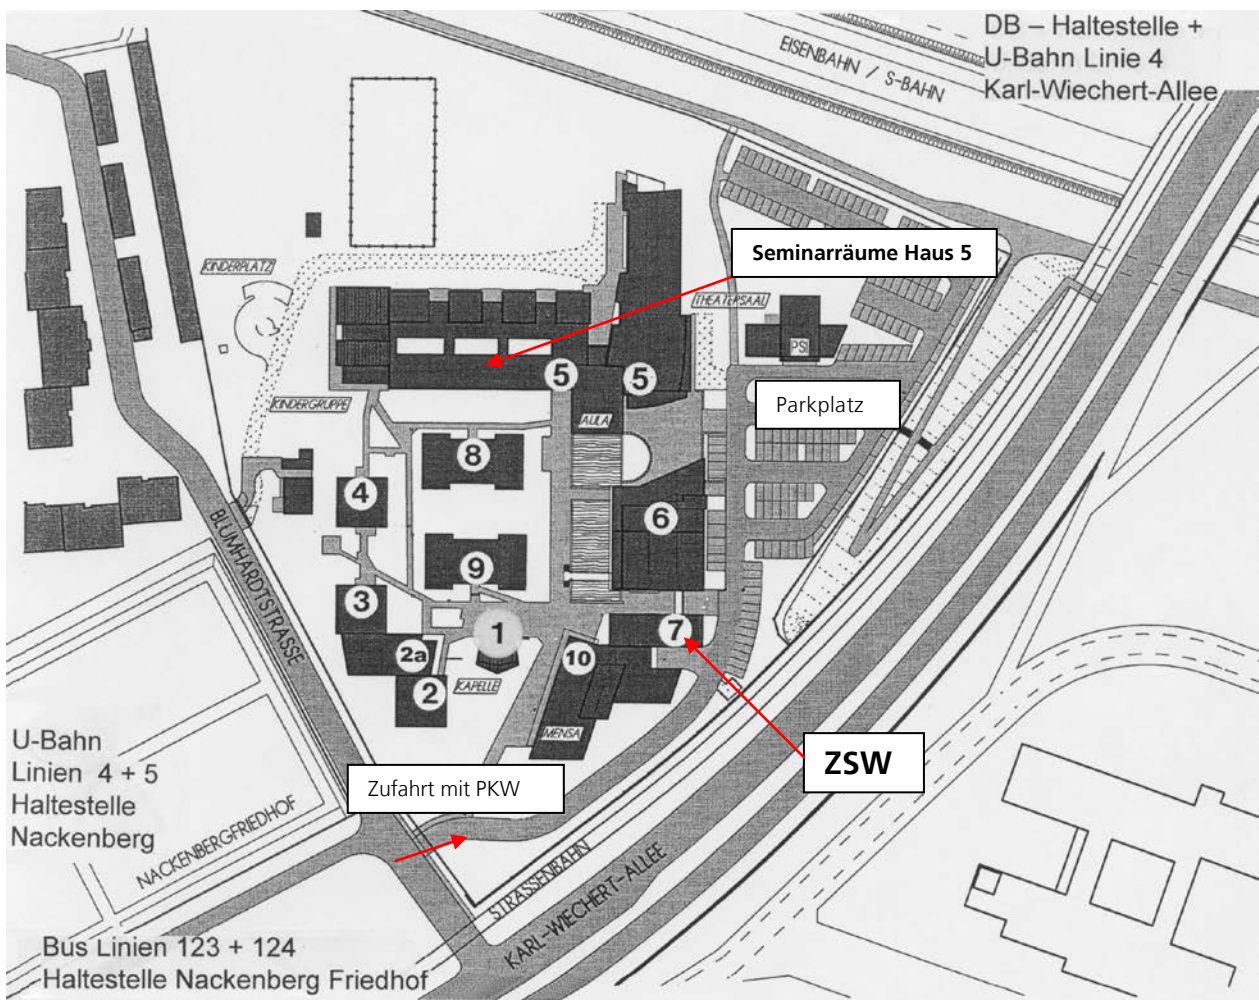 DB – Haltestelle +
U-Bahn Linie 4
Karl-Wiechert-Allee
EISENBAHN / S-BAHN
KINDERPLATZ
Seminarräume Haus 5
THEATERSAAL
PSI
5
5
KINDERGRUPPE
AULA
Parkplatz
8
4
6
BLUMHARDTSTRASSE
9
3
1
7
2a
10
2
KAPELLE
MENSA
ZSW
U-Bahn
Linien 4 + 5
Haltestelle
Nackenberg
Zufahrt mit PKW
NACKENBERGFRIEDHOF
STRASSENBAHN
KARL-WIECHERT-ALLEE
Bus Linien 123 + 124
Haltestelle Nackenberg Friedhof